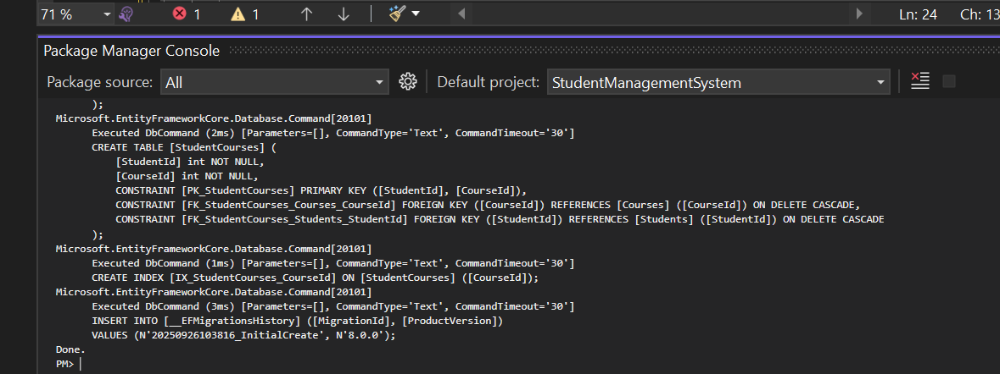 71 %
1
1
Ln: 24
Ch: 13
Package Manager Console
Package source: All
Default project: StudentManagementSystem
);
Microsoft.EntityFrameworkCore.Database.Command[20101]
Executed DbCommand (2ms) [Parameters=[], CommandType='Text', CommandTimeout='30']
CREATE TABLE [StudentCourses] (
[StudentId] int NOT NULL,
[CourseId] int NOT NULL,
CONSTRAINT [PK_StudentCourses] PRIMARY KEY ([StudentId], [CourseId]),
CONSTRAINT [FK_StudentCourses_Courses_CourseId] FOREIGN KEY ([CourseId]) REFERENCES [Courses] ([CourseId]) ON DELETE CASCADE,
CONSTRAINT [FK_StudentCourses_Students_StudentId] FOREIGN KEY ([StudentId]) REFERENCES [Students] ([StudentId]) ON DELETE CASCADE
);
Microsoft.EntityFrameworkCore.Database.Command[20101]
Executed DbCommand (1ms) [Parameters=[], CommandType='Text', CommandTimeout='30']
CREATE INDEX [IX_StudentCourses_CourseId] ON [StudentCourses] ([CourseId]);
Microsoft.EntityFrameworkCore.Database.Command[20101]
Executed DbCommand (3ms) [Parameters=[], CommandType='Text', CommandTimeout='30']
INSERT INTO [__EFMigrationsHistory] ([MigrationId], [ProductVersion])
VALUES (N'20250926103816_InitialCreate', N'8.0.0');
Done.
PM>